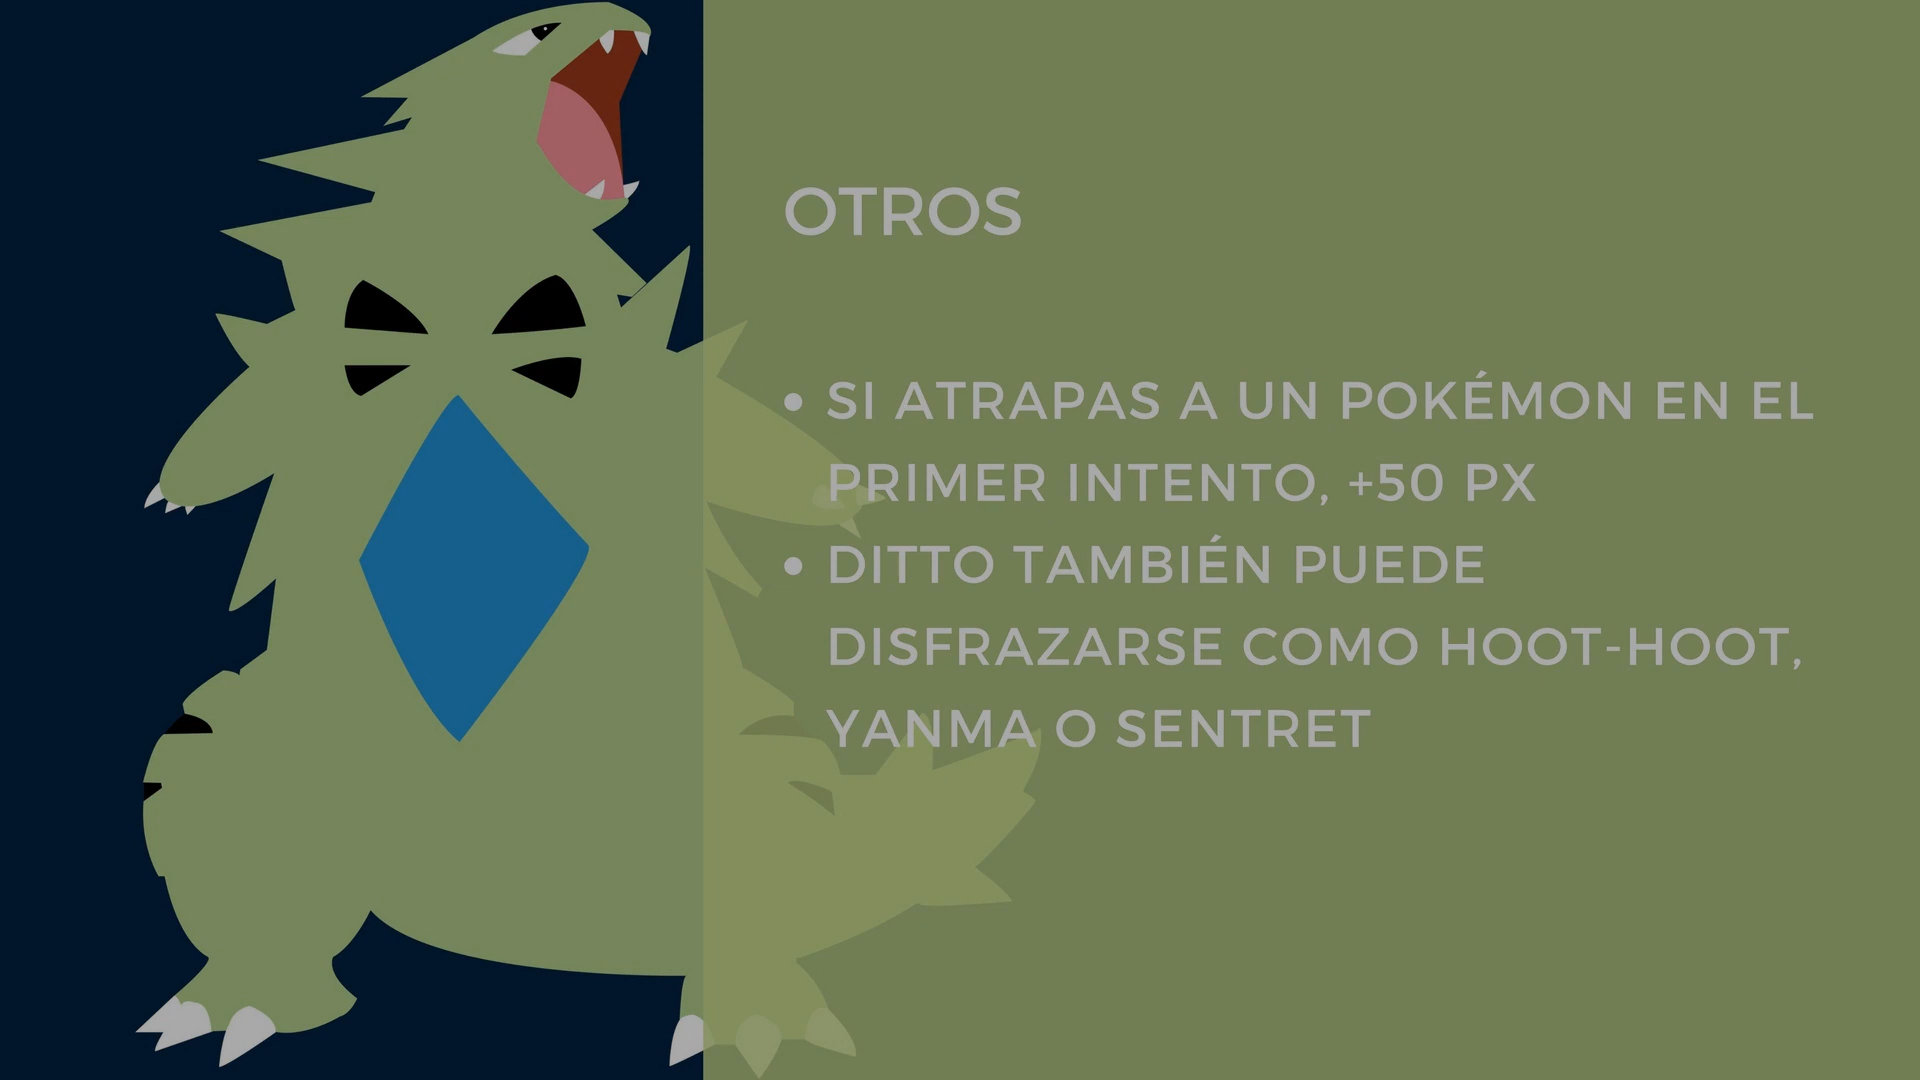 OTROS
• SI ATRAPAS A UN POKÉMON EN EL
PRIMER INTENTO, +50 PX
• DITTO TAMBIÉN PUEDE
DISFRAZARSE COMO HOOT-HOOT,
YANMA O SENTRET